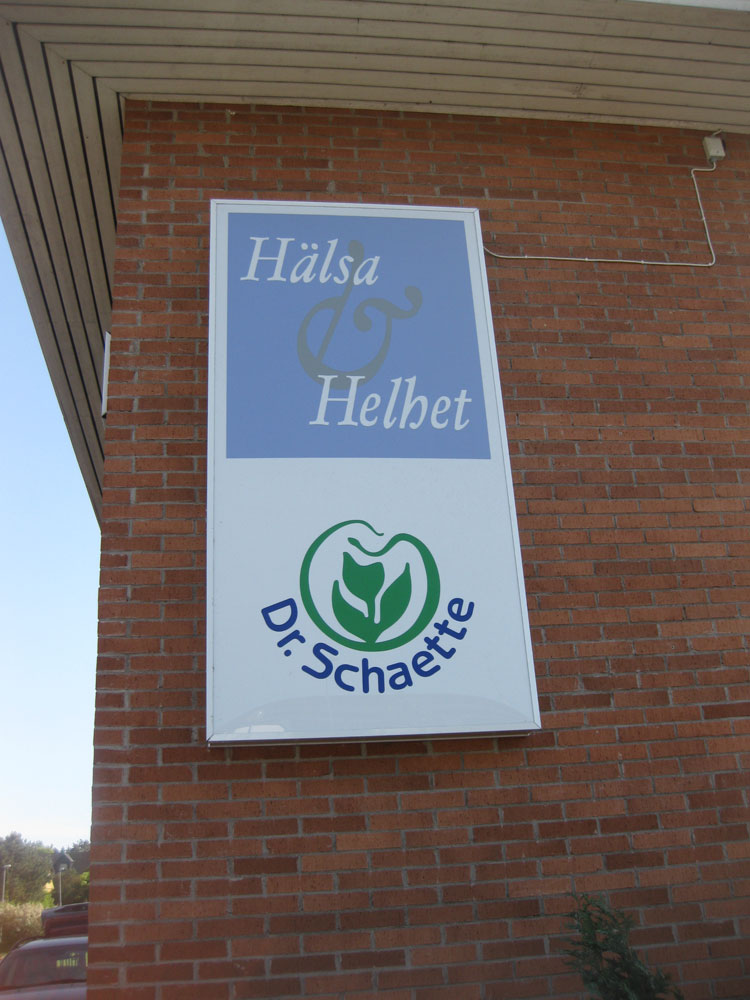 Hälsa
&
Helhet
Dr. Schaette